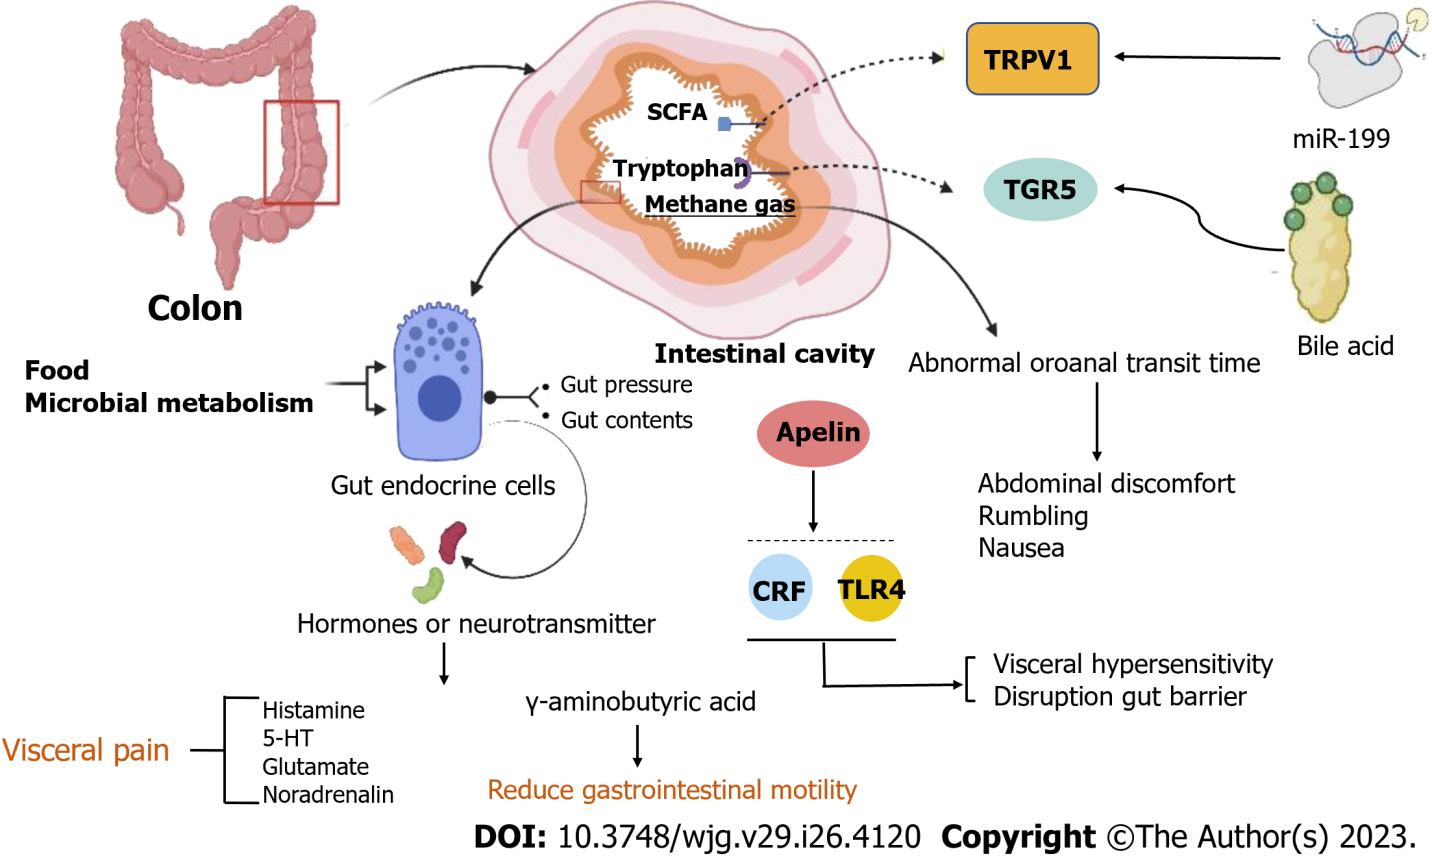 SCFA
Tryptophan
Methane gas
TRPV1
miR-199
TGR5
Bile acid
Colon
Intestinal cavity
Abnormal oroanal transit time
Food
Microbial metabolism
Gut pressure
Gut contents
Gut endocrine cells
Apelin
Abdominal discomfort
Rumbling
Nausea
CRF
TLR4
Hormones or neurotransmitter
Visceral hypersensitivity
Disruption gut barrier
Visceral pain
Histamine
5-HT
Glutamate
Noradrenalin
γ-aminobutyric acid
Reduce gastrointestinal motility
DOI: 10.3748/wjg.v29.i26.4120 Copyright ©The Author(s) 2023.